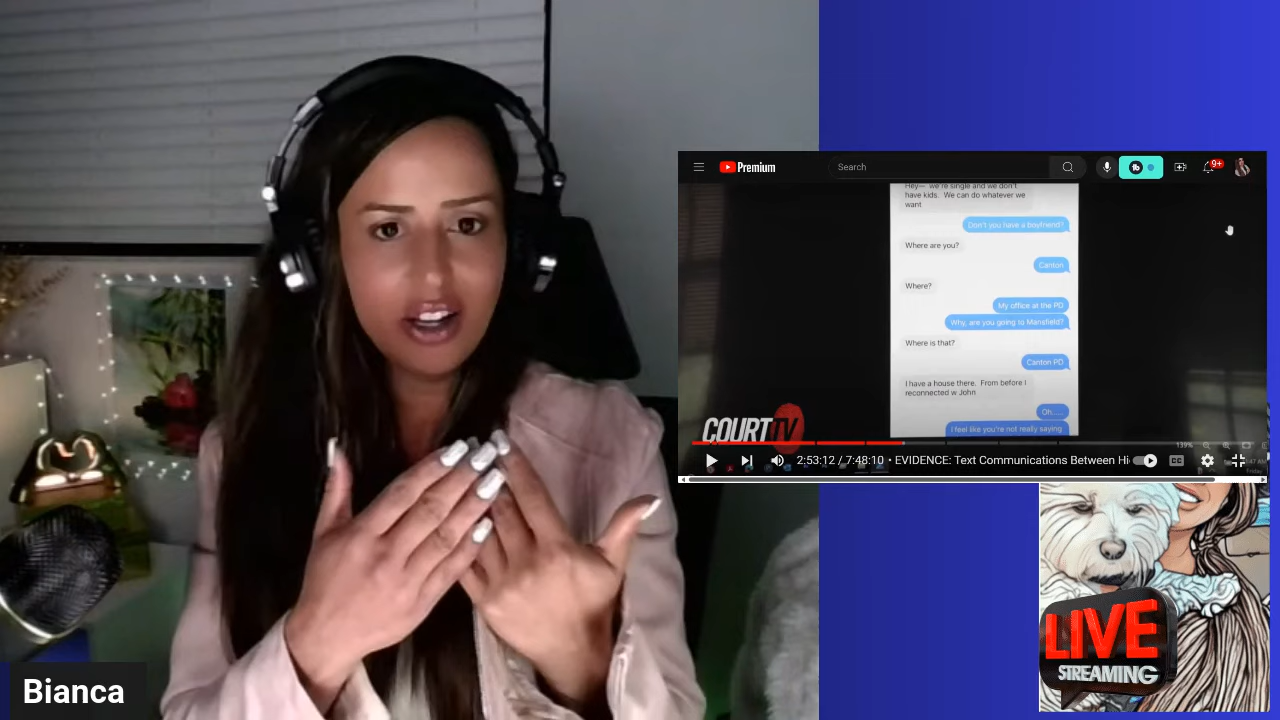 Premium
Search
9+
Hey— we're single and we don't
have kids. We can do whatever we
want
Don't you have a boyfriend?
Where are you?
Canton
Where?
My office at the PD
Why, are you going to Mansfield?
Where is that?
Canton PD
I have a house there. From before I
reconnected w John
Oh.....
I feel like you're not really saying
COURT TV
139%
2:53:12 / 7:48:10 • EVIDENCE: Text Communications Between Hi
CC
LIVE
STREAMING
Bianca